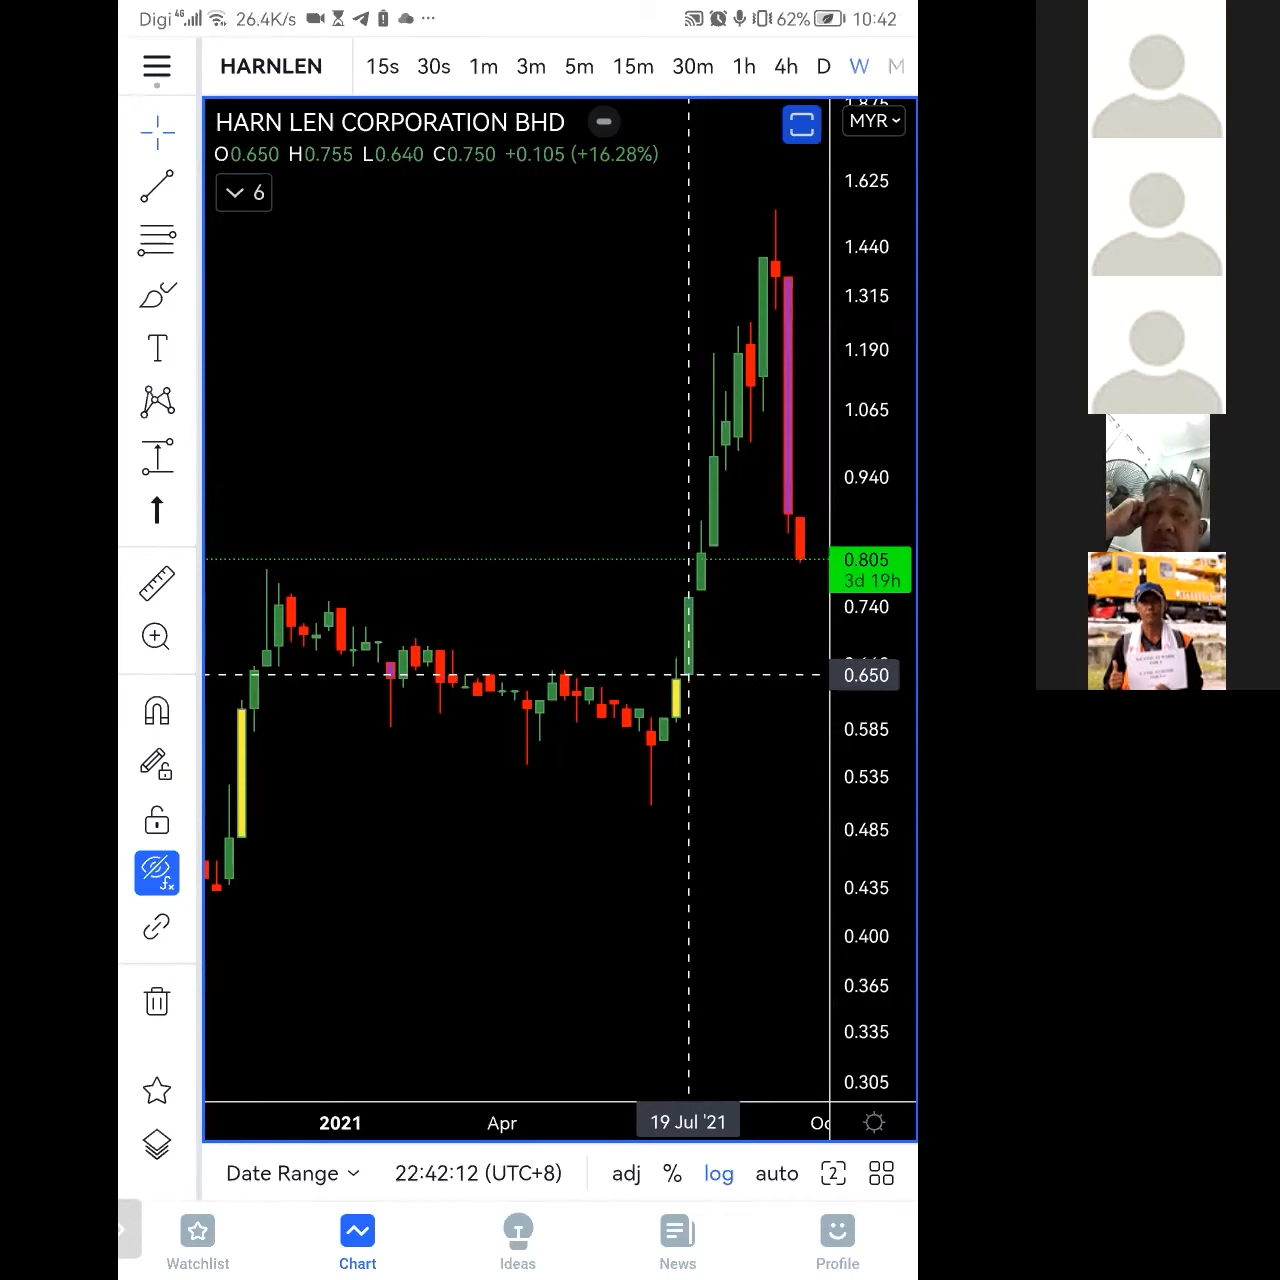 Digi 4G 26.4K/s ... 62% 10:42
HARNLEN 15s 30s 1m 3m 5m 15m 30m 1h 4h D W M
HARN LEN CORPORATION BHD
MYR
O0.650 H0.755 L0.640 C0.750 +0.105 (+16.28%)
6
1.625
1.440
1.315
1.190
1.065
0.940
0.805
3d 19h
0.740
0.650
0.585
0.535
0.485
0.435
0.400
0.365
0.335
0.305
2021 Apr 19 Jul '21
Date Range 22:42:12 (UTC+8) adj % log auto 2
Watchlist Chart Ideas News Profile